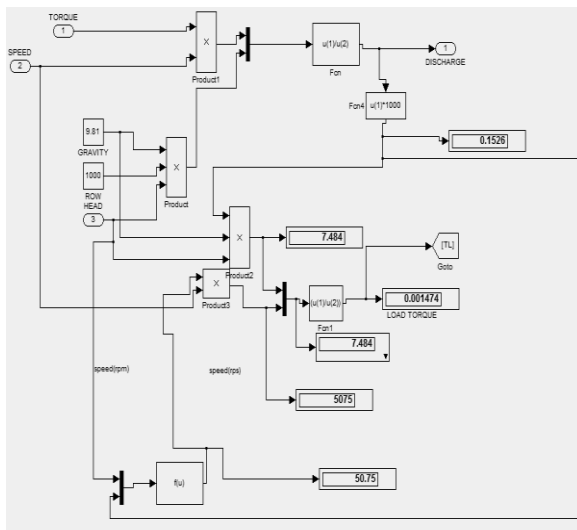 TORQUE
1
X
Product1
u(1)/u(2)
Fcn
1
DISCHARGE
SPEED
2
Fcn4
u(1)*1000
9.81
GRAVITY
X
Product
0.1526
1000
ROW
HEAD
3
X
Product2
7.484
[TL]
Goto
X
Product3
(u(1)/u(2))
Fcn1
0.001474
LOAD TORQUE
7.484
speed(rpm)
speed(rps)
5075
f(u)
50.75